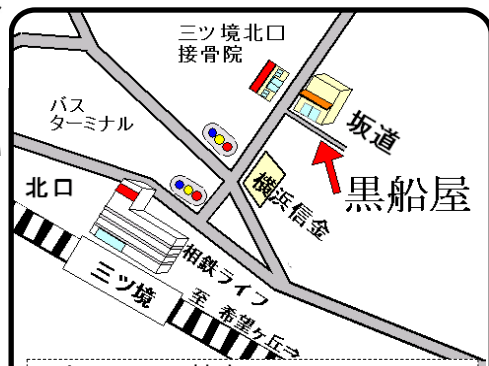 三ツ境北口
接骨院
バス
ターミナル
坂道
黒船屋
横浜信金
北口
相鉄ライフ
三ツ境
至 希望ヶ丘⇒